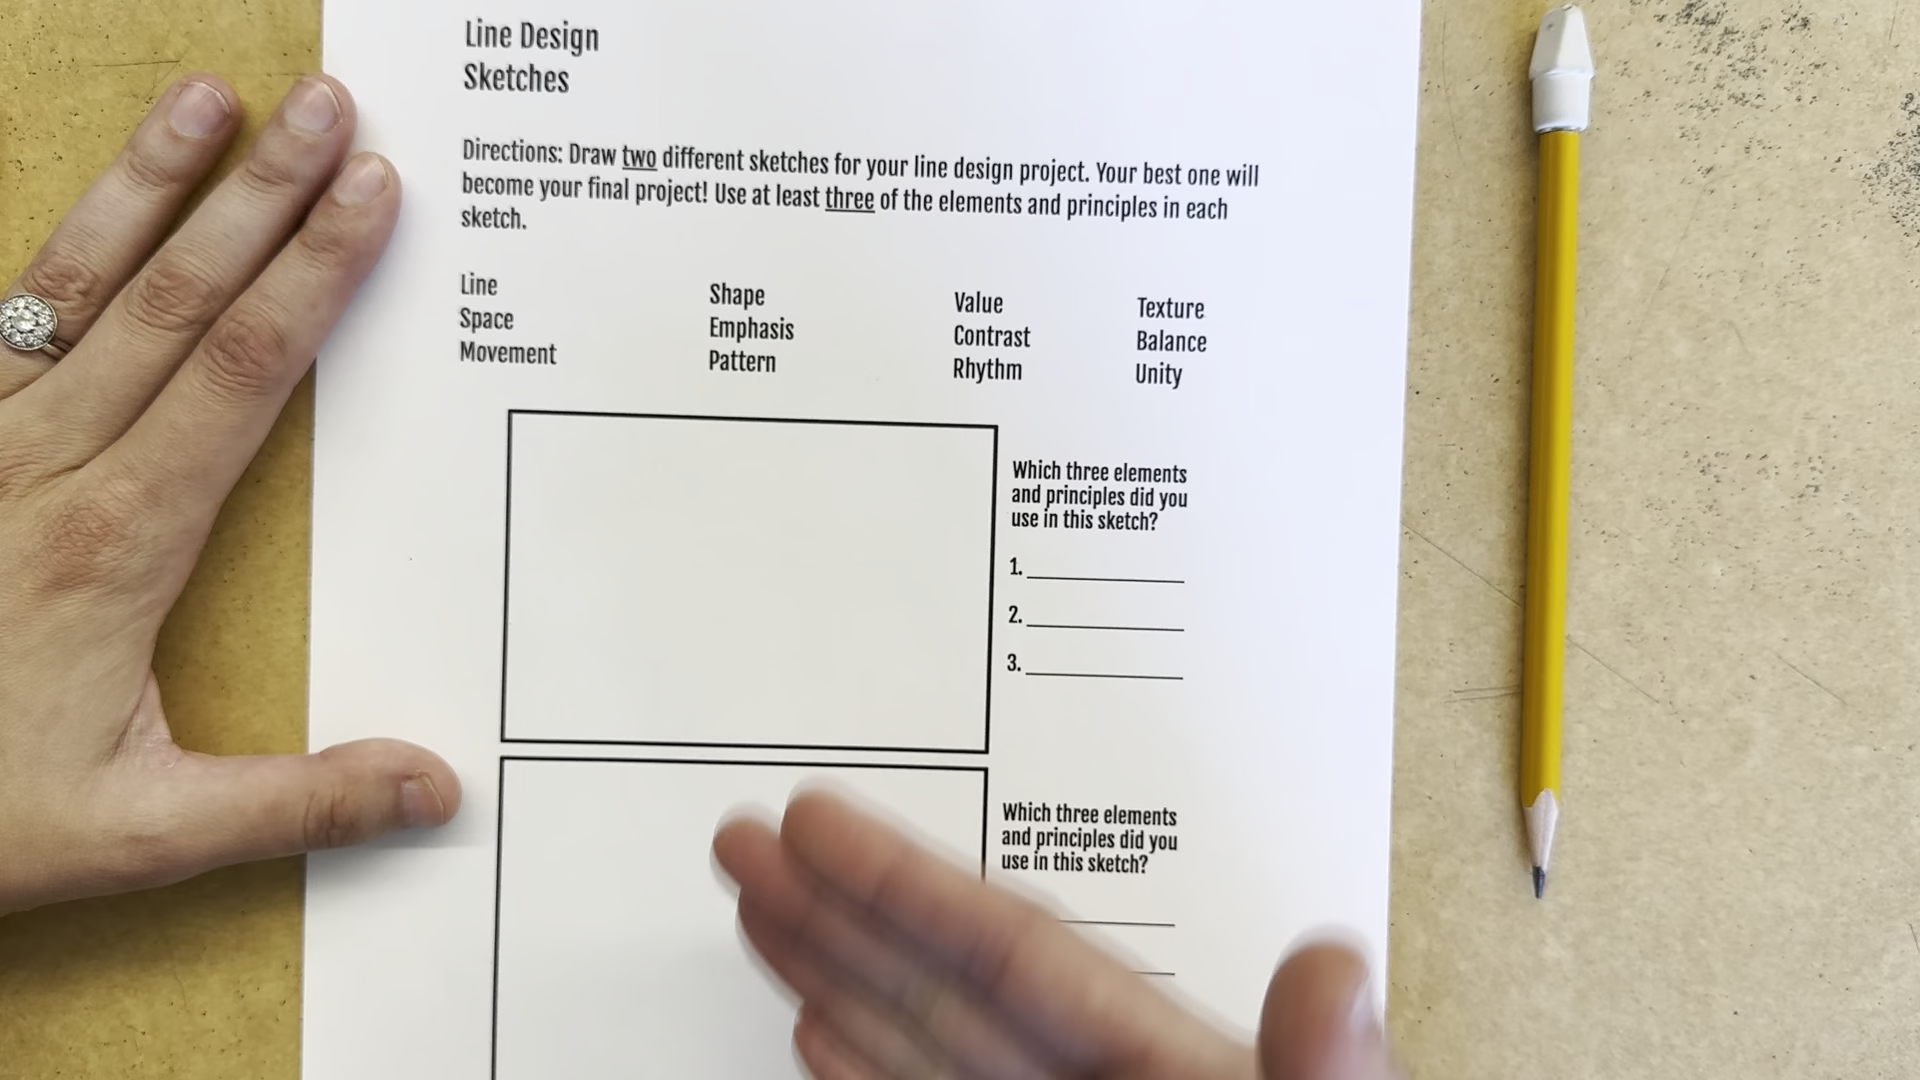 Line Design
Sketches
Directions: Draw two different sketches for your line design project. Your best one will
become your final project! Use at least three of the elements and principles in each
sketch.
Line Shape Value Texture
Space Emphasis Contrast Balance
Movement Pattern Rhythm Unity
Which three elements
and principles did you
use in this sketch?
1.
2.
3.
Which three elements
and principles did you
use in this sketch?